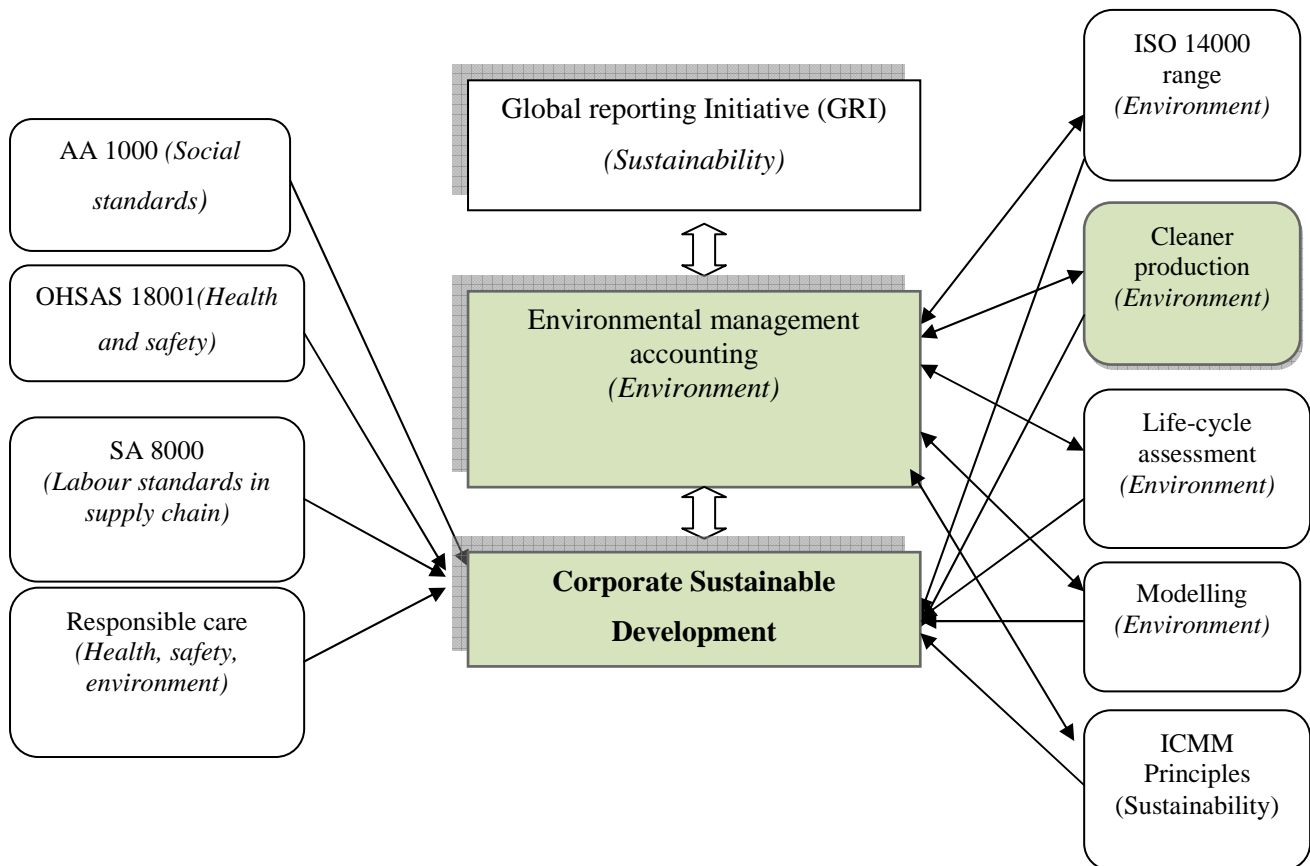 AA 1000 (Social
standards)
OHSAS 18001(Health
and safety)
SA 8000
(Labour standards in
supply chain)
Responsible care
(Health, safety,
environment)
Global reporting Initiative (GRI)
(Sustainability)
Environmental management
accounting
(Environment)
Corporate Sustainable
Development
ISO 14000
range
(Environment)
Cleaner
production
(Environment)
Life-cycle
assessment
(Environment)
Modelling
(Environment)
ICMM
Principles
(Sustainability)